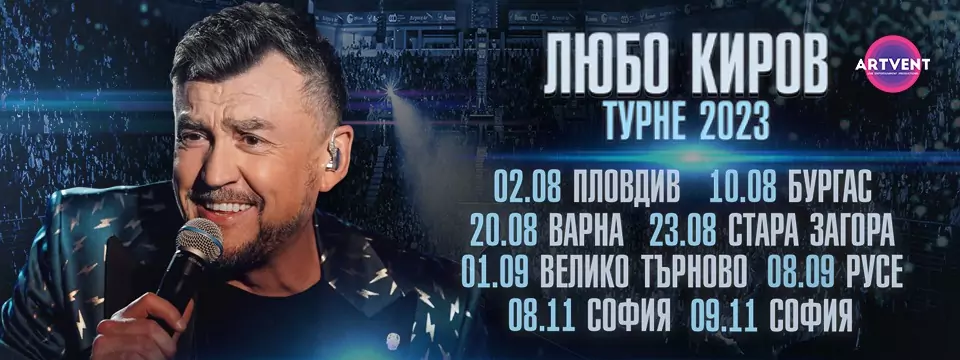 ЛЮБО КИРОВ
ARTVENT
ТУРНЕ 2023
02.08 ПЛОВДИВ 10.08 БУРГАС
20.08 ВАРНА 23.08 СТАРА ЗАГОРА
01.09 ВЕЛИКО ТЪРНОВО 08.09 РУСЕ
08.11 СОФИЯ 09.11 СОФИЯ